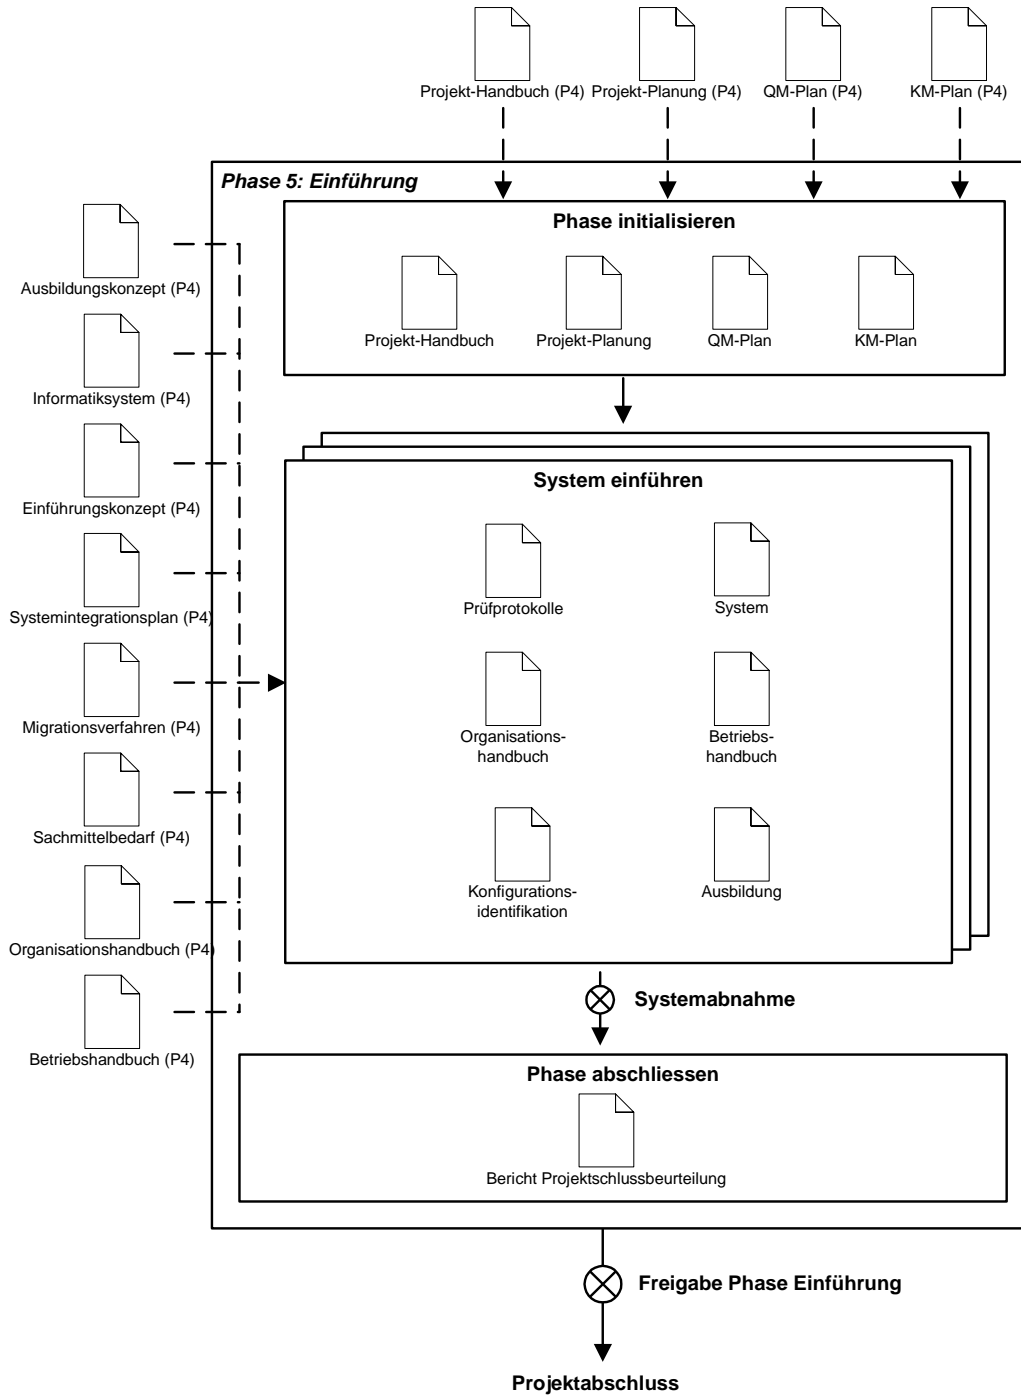 Projekt-Handbuch (P4) Projekt-Planung (P4) QM-Plan (P4) KM-Plan (P4)
Phase 5: Einführung
Phase initialisieren
Projekt-Handbuch Projekt-Planung QM-Plan KM-Plan
Ausbildungskonzept (P4)
Informatiksystem (P4)
Einführungskonzept (P4)
Systemintegrationsplan (P4)
Migrationsverfahren (P4)
Sachmittelbedarf (P4)
Organisationshandbuch (P4)
Betriebshandbuch (P4)
System einführen
Prüfprotokolle System
Organisations-
handbuch
Betriebs-
handbuch
Konfigurations-
identifikation
Ausbildung
Systemabnahme
Phase abschliessen
Bericht Projektschlussbeurteilung
Freigabe Phase Einführung
Projektabschluss